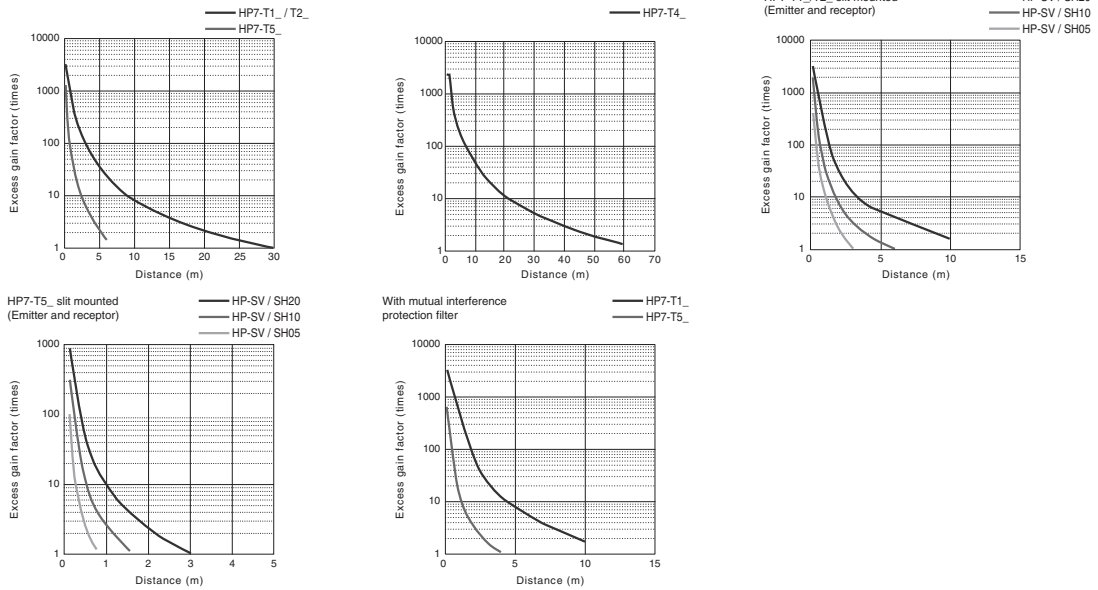 HP7-T1_ / T2_
HP7-T5_
10000
1000
100
10
1
0 5 10 15 20 25 30
Excess gain factor (times)
Distance (m)
HP7-T4_
10000
1000
100
10
1
0 10 20 30 40 50 60 70
Excess gain factor (times)
Distance (m)
slit mounted
(Emitter and receptor)
HP-SV / SH10
HP-SV / SH05
10000
1000
100
10
1
0 5 10 15
Excess gain factor (times)
Distance (m)
HP7-T5_ slit mounted
(Emitter and receptor)
HP-SV / SH20
HP-SV / SH10
HP-SV / SH05
1000
100
10
1
0 1 2 3 4 5
Excess gain factor (times)
Distance (m)
With mutual interference
protection filter
HP7-T1_
HP7-T5_
10000
1000
100
10
1
0 5 10 15
Excess gain factor (times)
Distance (m)